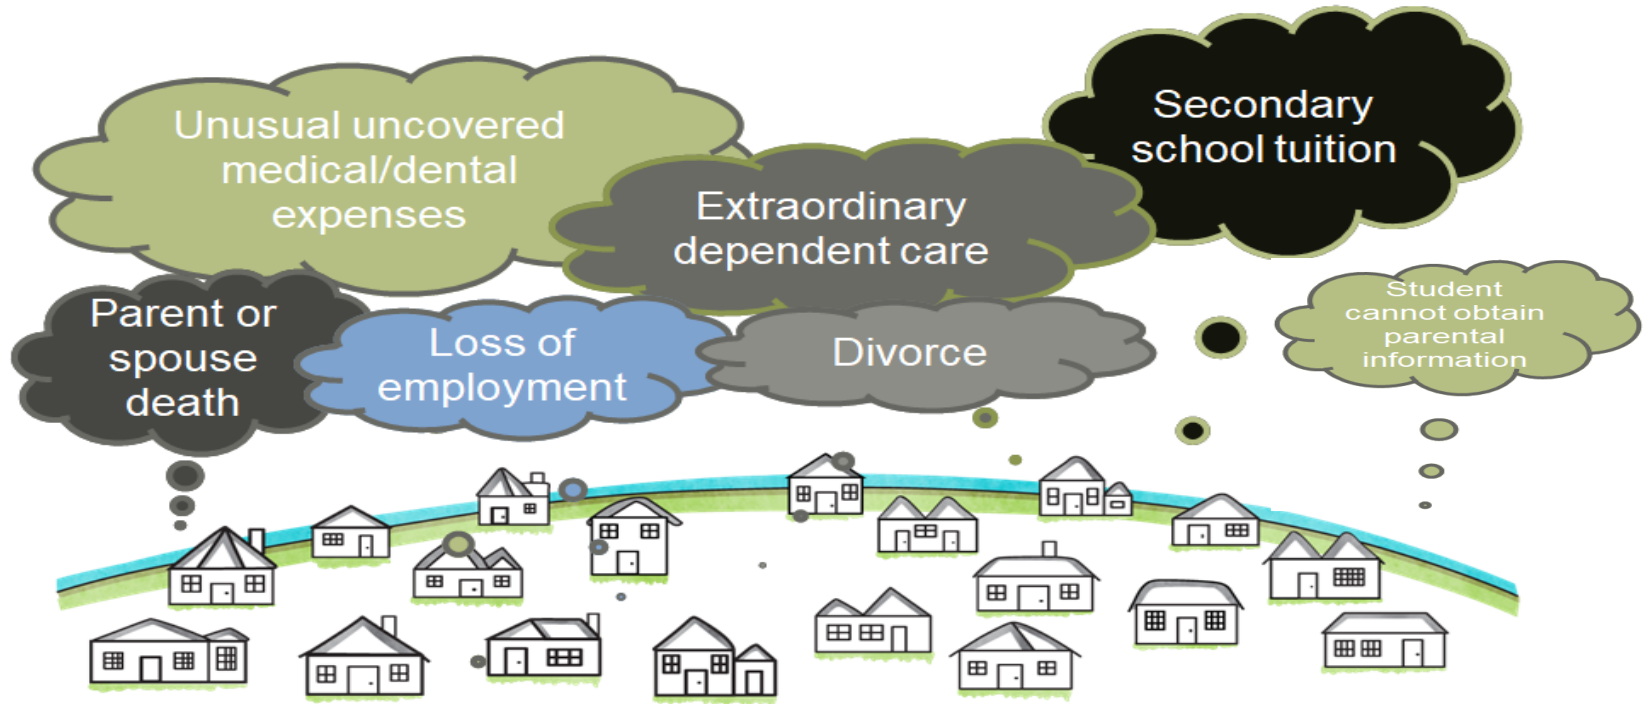 Unusual uncovered
medical/dental
expenses
Secondary
school tuition
Extraordinary
dependent care
Parent or
spouse
death
Loss of
employment
Divorce
Student
cannot obtain
parental
information